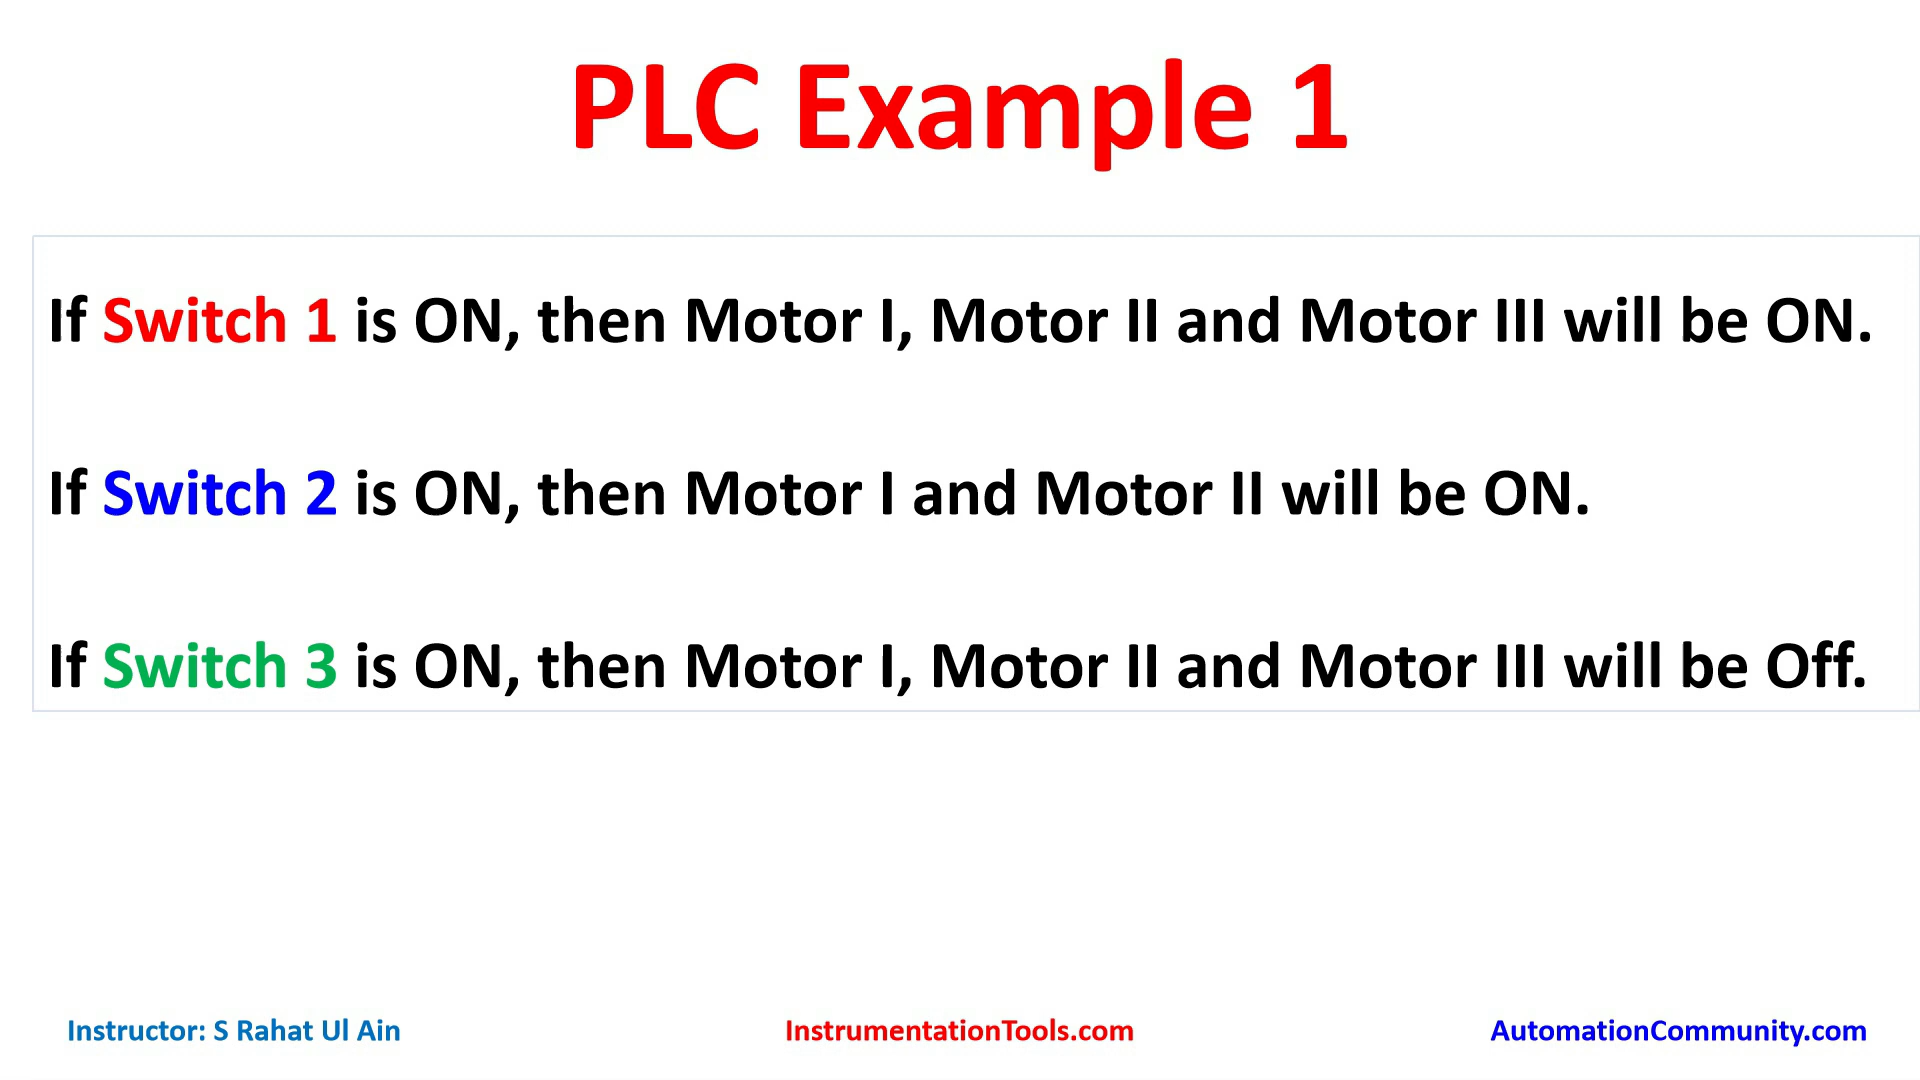 PLC Example 1
If Switch 1 is ON, then Motor I, Motor II and Motor III will be ON.
If Switch 2 is ON, then Motor I and Motor II will be ON.
If Switch 3 is ON, then Motor I, Motor II and Motor III will be Off.
Instructor: S Rahat Ul Ain
InstrumentationTools.com
AutomationCommunity.com